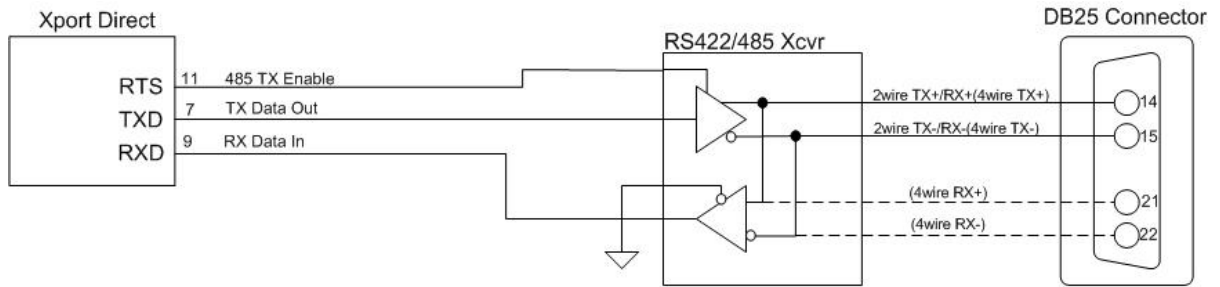 Xport Direct
DB25 Connector
RS422/485 Xcvr
RTS
11
485 TX Enable
TXD
7
TX Data Out
RXD
9
RX Data In
2wire TX+/RX+(4wire TX+)
14
2wire TX-/RX-(4wire TX-)
15
(4wire RX+)
21
(4wire RX-)
22